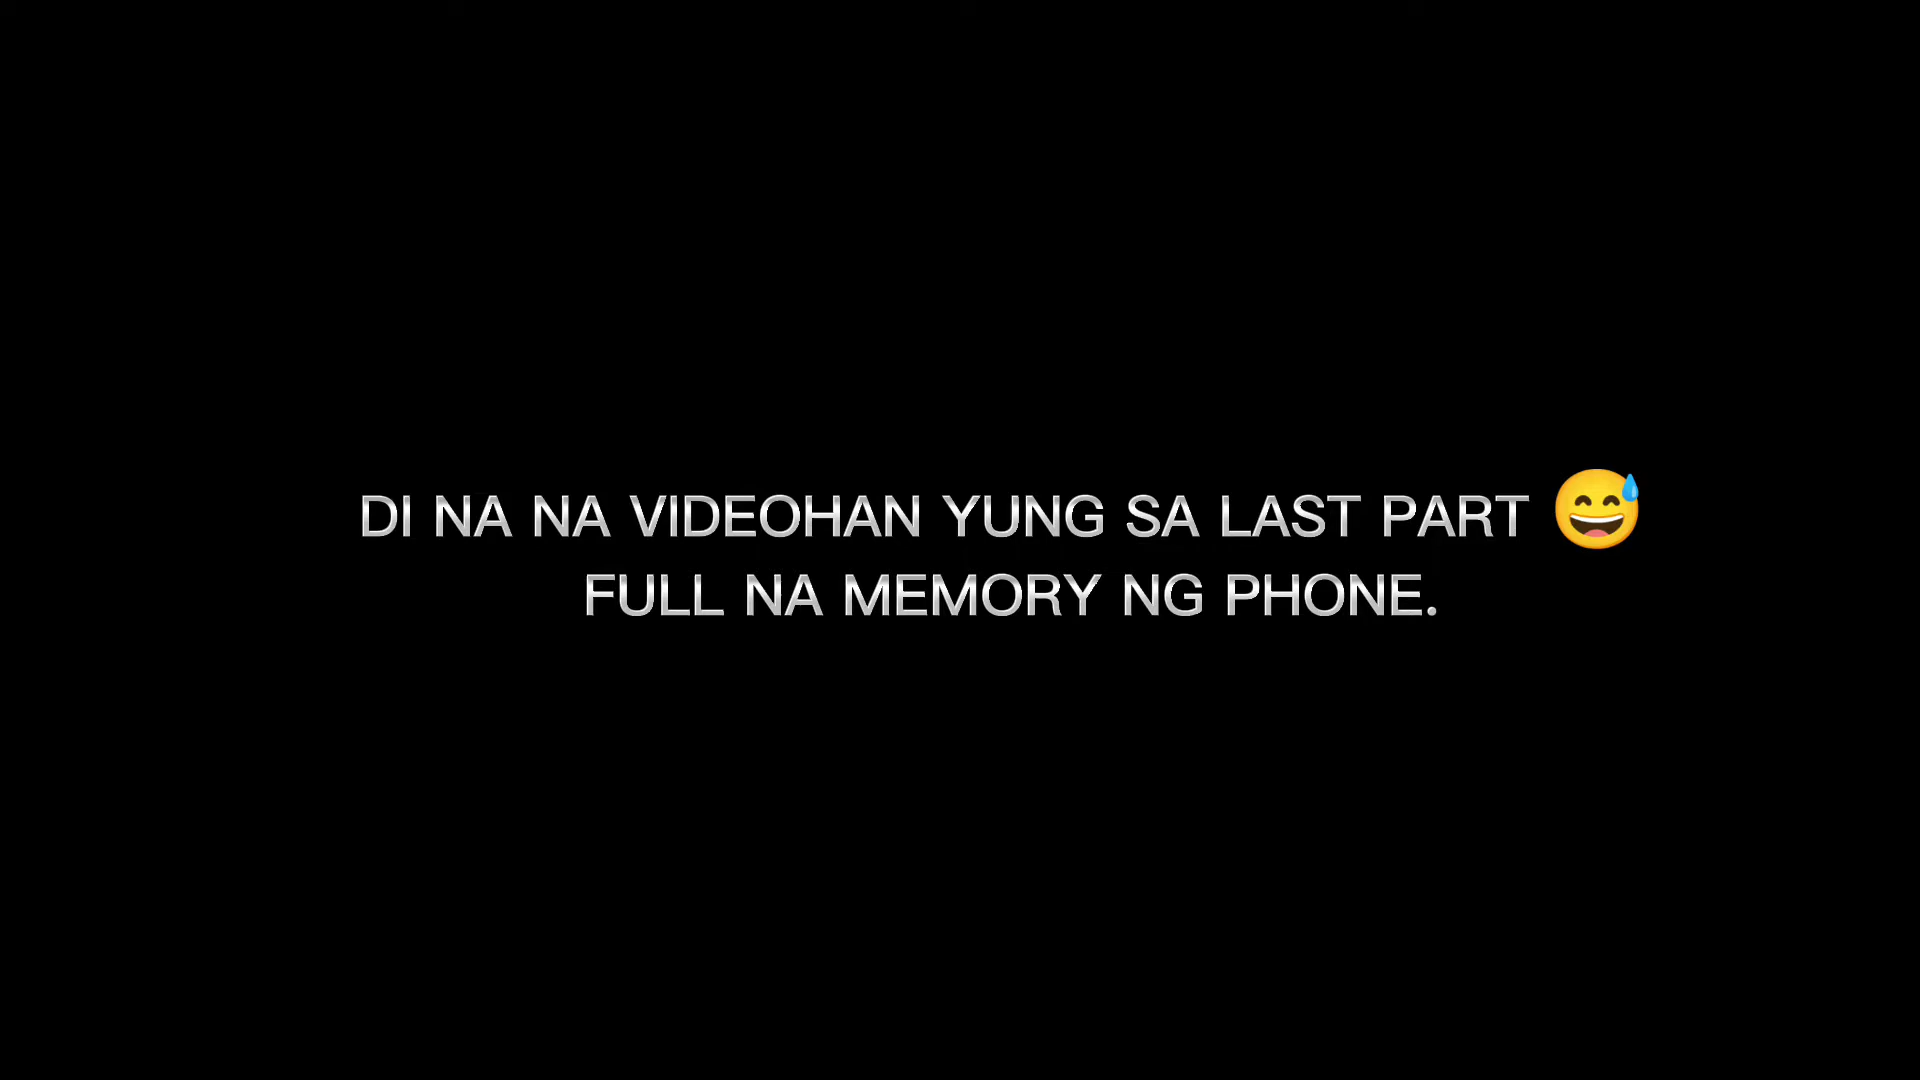 DI NA NA VIDEOHAN YUNG SA LAST PART 😅
FULL NA MEMORY NG PHONE.